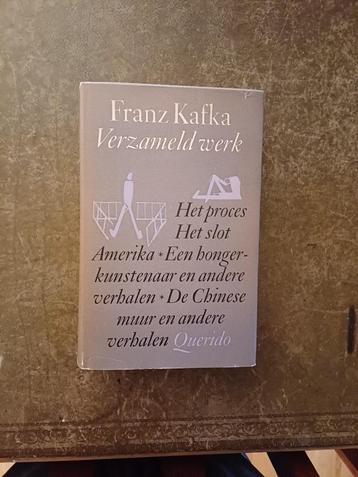 Franz Kafka
Verzameld werk
Het proces
Het slot
Amerika * Een honger-
kunstenaar en andere
verhalen * De Chinese
muur en andere
verhalen Querido